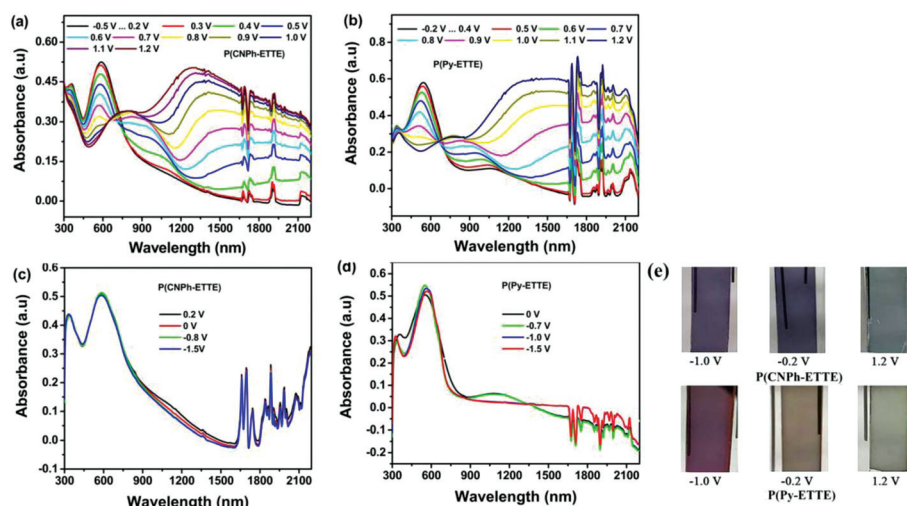 (a)
-0.5 V ... 0.2 V 0.3 V 0.4 V 0.5 V
0.6 V 0.7 V 0.8 V 0.9 V 1.0 V
1.1 V 1.2 V
P(CNPh-ETTE)
Absorbance (a.u)
0.60
0.45
0.30
0.15
0.00
300 600 900 1200 1500 1800 2100
Wavelength (nm)
(b)
-0.2 V ... 0.4 V 0.5 V 0.6 V 0.7 V
0.8 V 0.9 V 1.0 V 1.1 V 1.2 V
P(Py-ETTE)
Absorbance (a.u)
0.8
0.6
0.4
0.2
0.0
300 600 900 1200 1500 1800 2100
Wavelength (nm)
(c)
P(CNPh-ETTE)
0.2 V
0 V
-0.8 V
-1.5V
Absorbance (a.u)
0.5
0.4
0.3
0.2
0.1
0.0
-0.1
300 600 900 1200 1500 1800 2100
Wavelength (nm)
(d)
P(Py-ETTE)
0 V
-0.7 V
-1.0 V
-1.5 V
Absorbance (a.u)
0.5
0.4
0.3
0.2
0.1
0.0
-0.1
-0.2
300 600 900 1200 1500 1800 2100
Wavelength (nm)
(e)
-1.0 V -0.2 V 1.2 V
P(CNPh-ETTE)
-1.0 V -0.2 V 1.2 V
P(Py-ETTE)